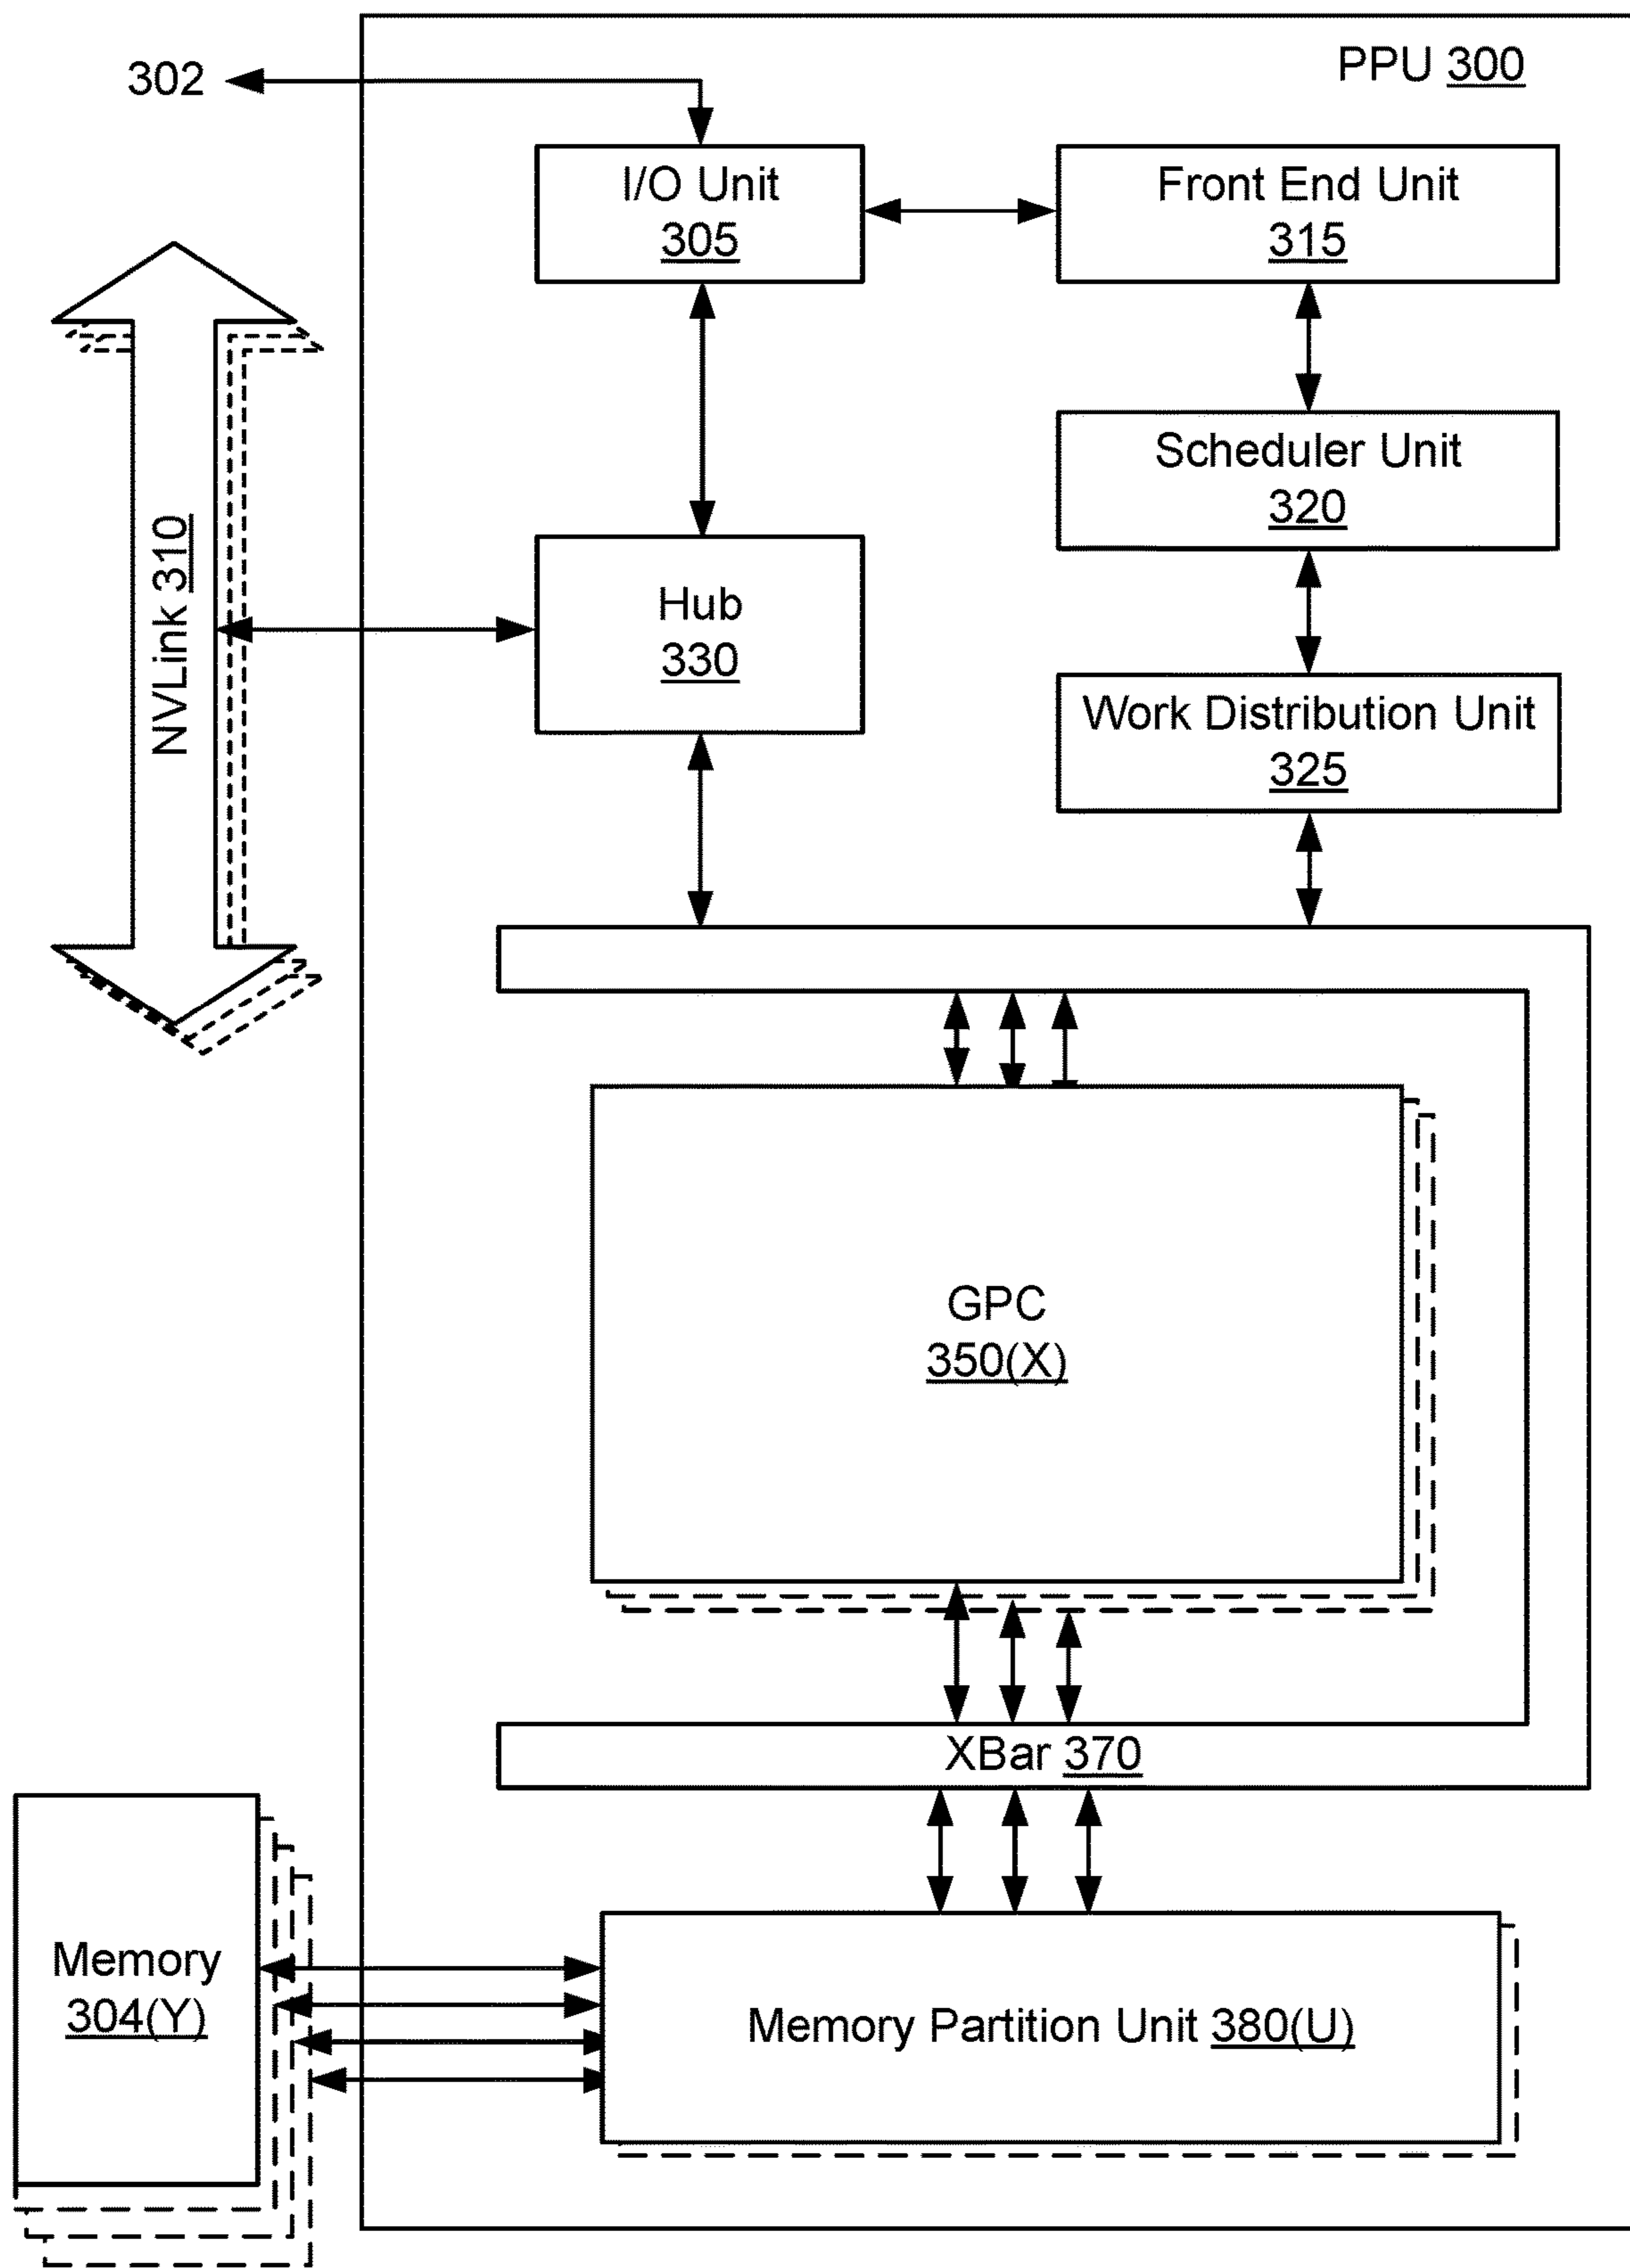 PPU 300
302
I/O Unit
305
Front End Unit
315
Scheduler Unit
320
NVLink 310
Hub
330
Work Distribution Unit
325
GPC
350(X)
XBar 370
Memory
304(Y)
Memory Partition Unit 380(U)